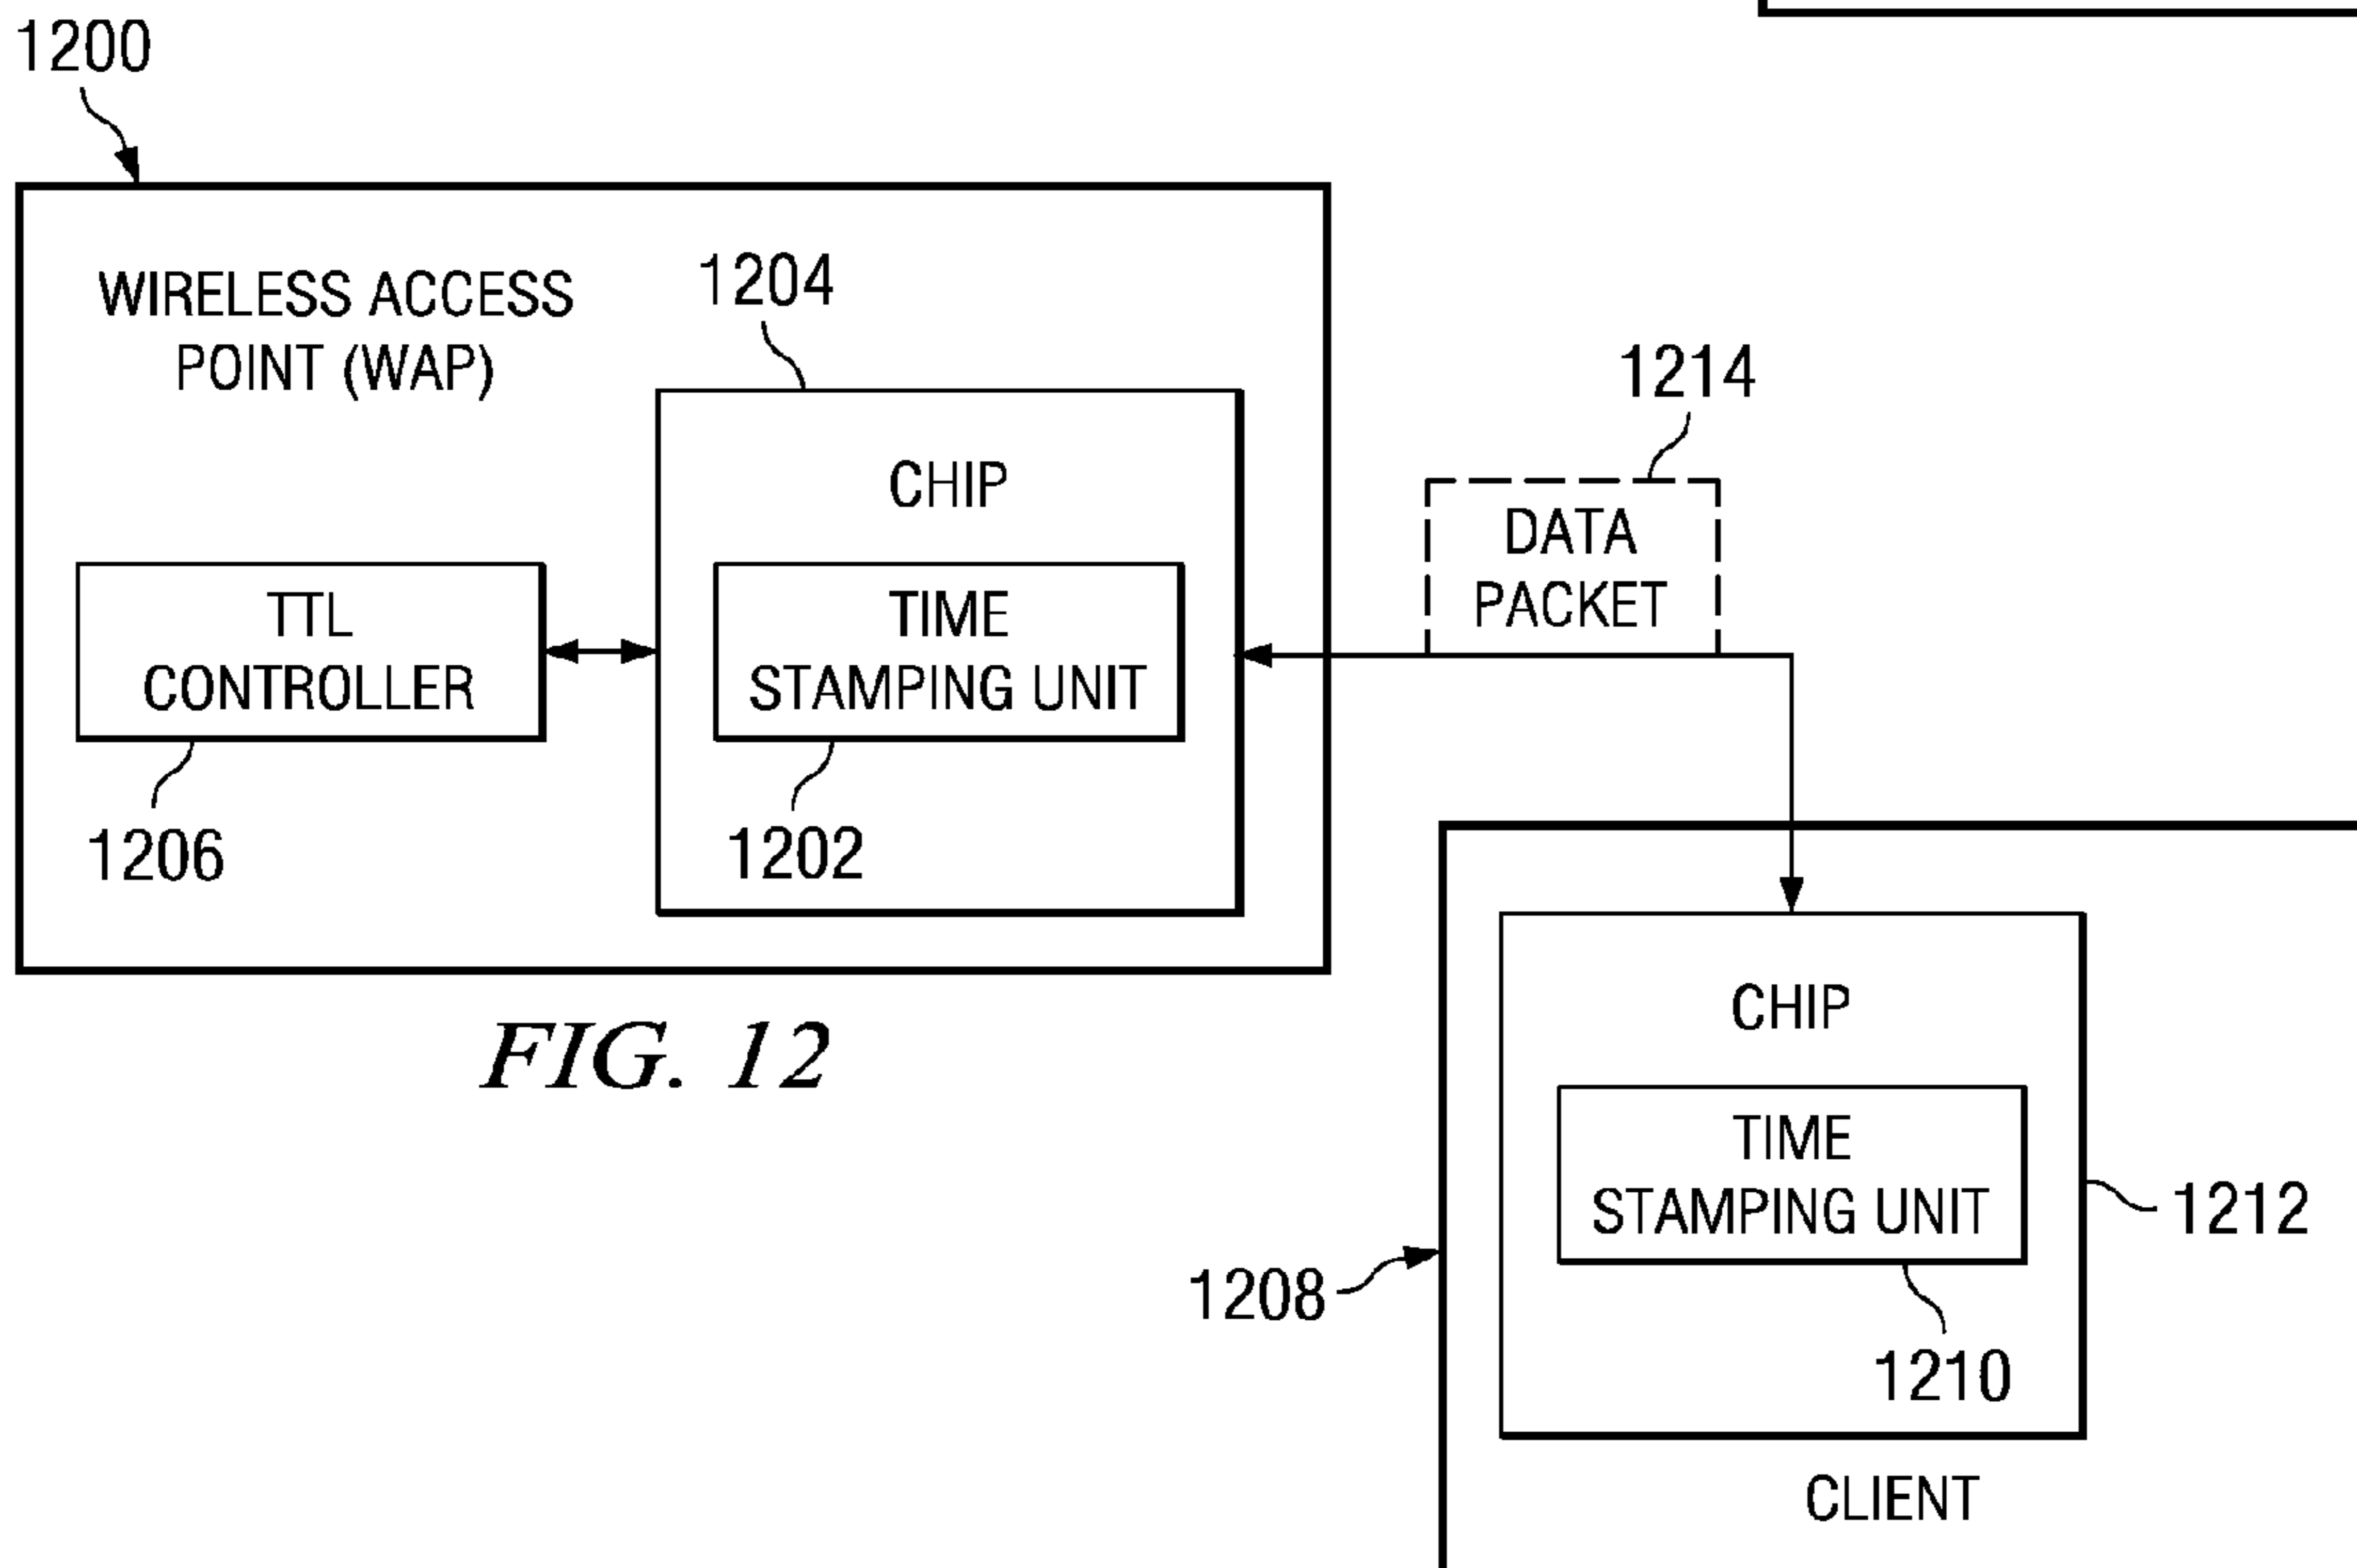 1200
WIRELESS ACCESS
POINT (WAP)
1204
CHIP
TTL
CONTROLLER
TIME
STAMPING UNIT
1206
1202
1214
DATA
PACKET
FIG. 12
CHIP
TIME
STAMPING UNIT
1212
1208
1210
CLIENT